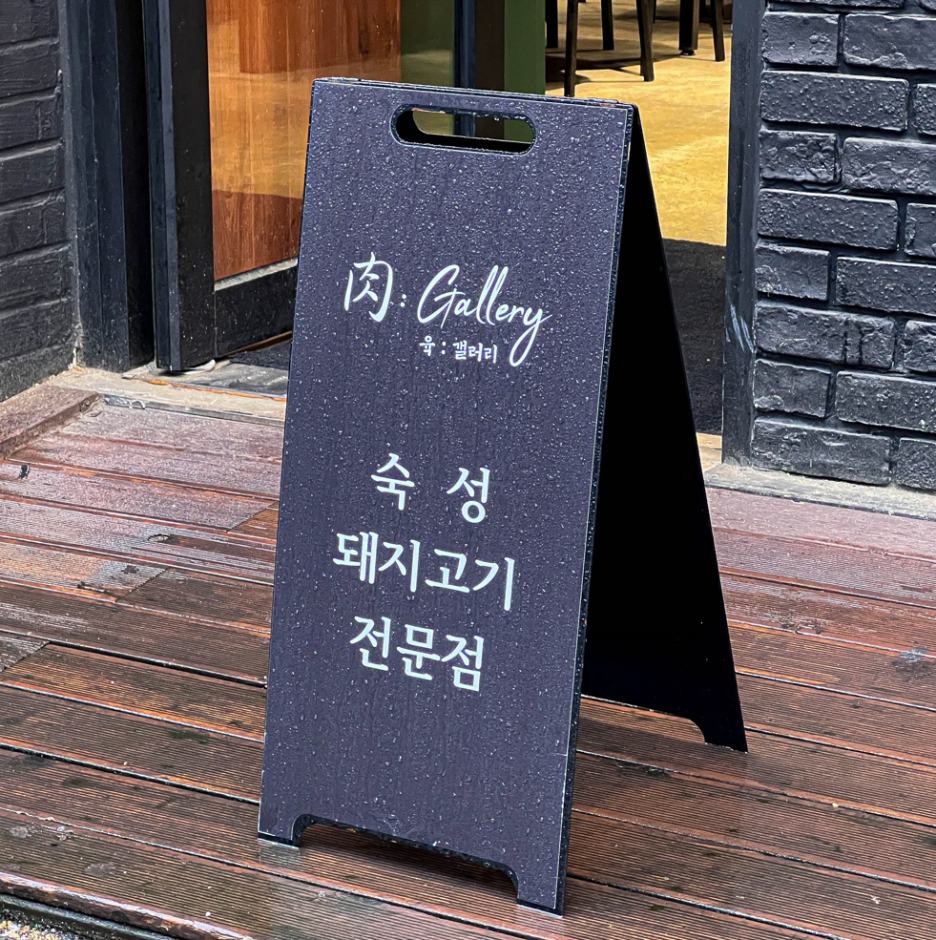 肉: Gallery
육:갤러리
숙 성
돼지고기
전문점